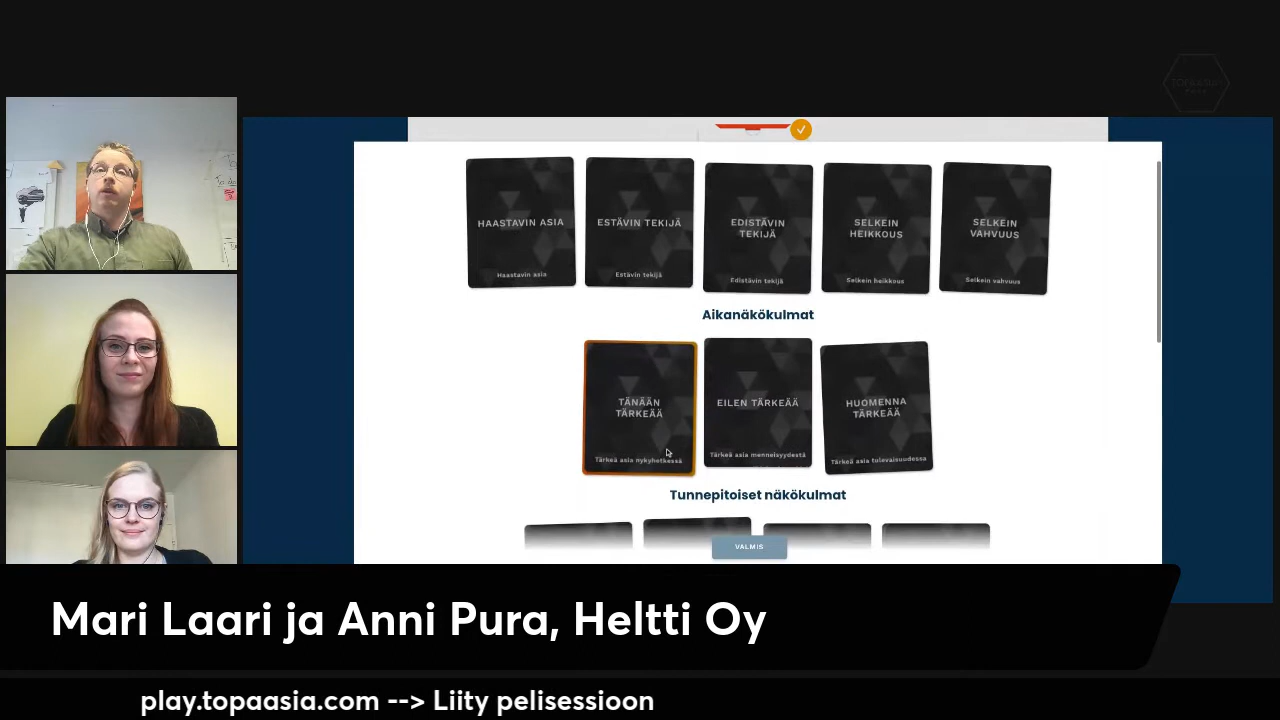 TOPAASIA
HAASTAVIN ASIA
Haastavin asia
ESTÄVIN TEKIJÄ
Estävin tekijä
EDISTÄVIN
TEKIJÄ
Edistävin tekijä
SELKEIN
HEIKKOUS
Selkein heikkous
SELKEIN
VAHVUUS
Selkein vahvuus
Aikanäkökulmat
TÄNÄÄN
TÄRKEÄÄ
Tärkeä asia nykyhetkessä
EILEN TÄRKEÄÄ
Tärkeä asia menneisyydestä
HUOMENNA
TÄRKEÄÄ
Tärkeä asia tulevaisuudessa
Tunnepitoiset näkökulmat
VALMIS
Mari Laari ja Anni Pura, Heltti Oy
play.topaasia.com --> Liity pelisessioon